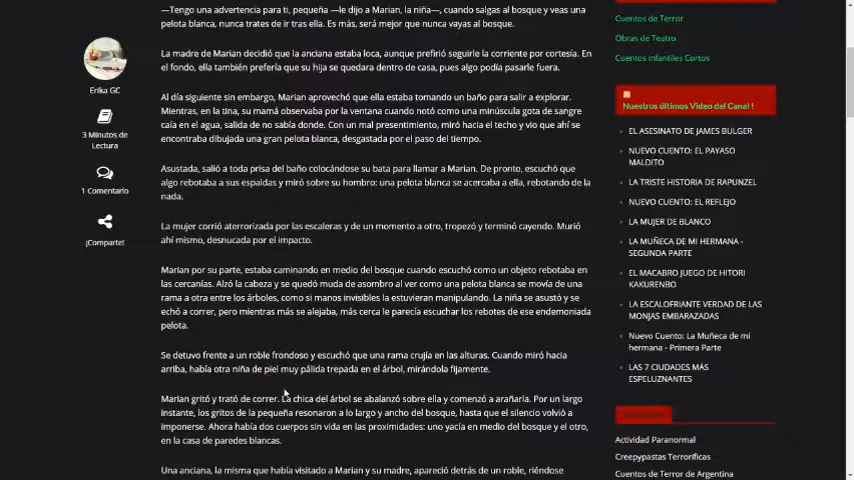 —Tengo una advertencia para ti, pequeña —le dijo a Marian, la niña—, cuando salgas al bosque y veas una
pelota blanca, nunca trates de ir tras ella. Es más, será mejor que nunca vayas al bosque.
La madre de Marian decidió que la anciana estaba loca, aunque prefirió seguirle la corriente por cortesía. En
el fondo, ella también prefería que su hija se quedara dentro de casa, pues algo podía pasarle fuera.
Al día siguiente sin embargo, Marian aprovechó que ella estaba tomando un baño para salir a explorar.
Mientras, en la tina, su mamá observaba por la ventana cuando notó como una minúscula gota de sangre
caía en el agua, salida de no sabía donde. Con un mal presentimiento, miró hacia el techo y vio que ahí se
encontraba dibujada una gran pelota blanca, desgastada por el paso del tiempo.
Asustada, salió a toda prisa del baño colocándose su bata para llamar a Marian. De pronto, escuchó que
algo rebotaba a sus espaldas y miró sobre su hombro: una pelota blanca se acercaba a ella, rebotando de la
nada.
La mujer corrió aterrorizada por las escaleras y de un momento a otro, tropezó y terminó cayendo. Murió
ahí mismo, desnucada por el impacto.
Marian por su parte, estaba caminando en medio del bosque cuando escuchó como un objeto rebotaba en
las cercanías. Alzó la cabeza y se quedó muda de asombro al ver como una pelota blanca se movía de una
rama a otra entre los árboles, como si manos invisibles la estuvieran manipulando. La niña se asustó y se
echó a correr, pero mientras más se alejaba, más cerca le parecía escuchar los rebotes de ese endemoniada
pelota.
Se detuvo frente a un roble frondoso y escuchó que una rama crujía en las alturas. Cuando miró hacia
arriba, había otra niña de piel muy pálida trepada en el árbol, mirándola fijamente.
Marian gritó y trató de correr. La chica del árbol se abalanzó sobre ella y comenzó a arañarla. Por un largo
instante, los gritos de la pequeña resonaron a lo largo y ancho del bosque, hasta que el silencio volvió a
imponerse. Ahora había dos cuerpos sin vida en las proximidades: uno yacía en medio del bosque y el otro,
en la casa de paredes blancas.
Una anciana, la misma que había visitado a Marian y su madre, apareció detrás de un roble, riéndose
Erika GC
3 Minutos de
Lectura
1 Comentario
¡Comparte!
Cuentos de Terror
Obras de Teatro
Cuentos Infantiles Cortos
Nuestros últimos Video del Canal !
EL ASESINATO DE JAMES BULGER
NUEVO CUENTO: EL PAYASO
MALDITO
LA TRISTE HISTORIA DE RAPUNZEL
NUEVO CUENTO: EL REFLEJO
LA MUJER DE BLANCO
LA MUÑECA DE MI HERMANA -
SEGUNDA PARTE
EL MACABRO JUEGO DE HITORI
KAKURENBO
LA ESCALOFRIANTE VERDAD DE LAS
MONJAS EMBARAZADAS
Nuevo Cuento: La Muñeca de mi
hermana - Primera Parte
LAS 7 CIUDADES MÁS
ESPELUZNANTES
Actividad Paranormal
Creepypastas Terroríficas
Cuentos de Terror de Argentina